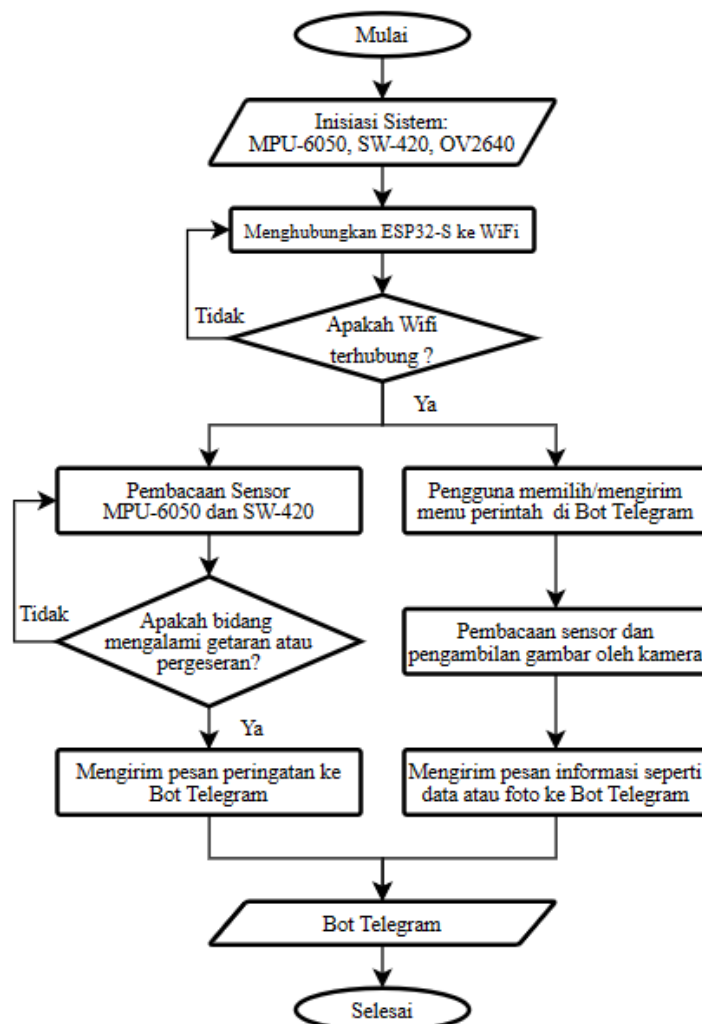 Mulai
Inisiasi Sistem:
MPU-6050, SW-420, OV2640
Menghubungkan ESP32-S ke WiFi
Tidak
Apakah Wifi
terhubung ?
Ya
Pembacaan Sensor
MPU-6050 dan SW-420
Tidak
Apakah bidang
mengalami getaran atau
pergeseran?
Ya
Mengirim pesan peringatan ke
Bot Telegram
Pengguna memilih/mengirim
menu perintah di Bot Telegram
Pembacaan sensor dan
pengambilan gambar oleh kamera
Mengirim pesan informasi seperti
data atau foto ke Bot Telegram
Bot Telegram
Selesai